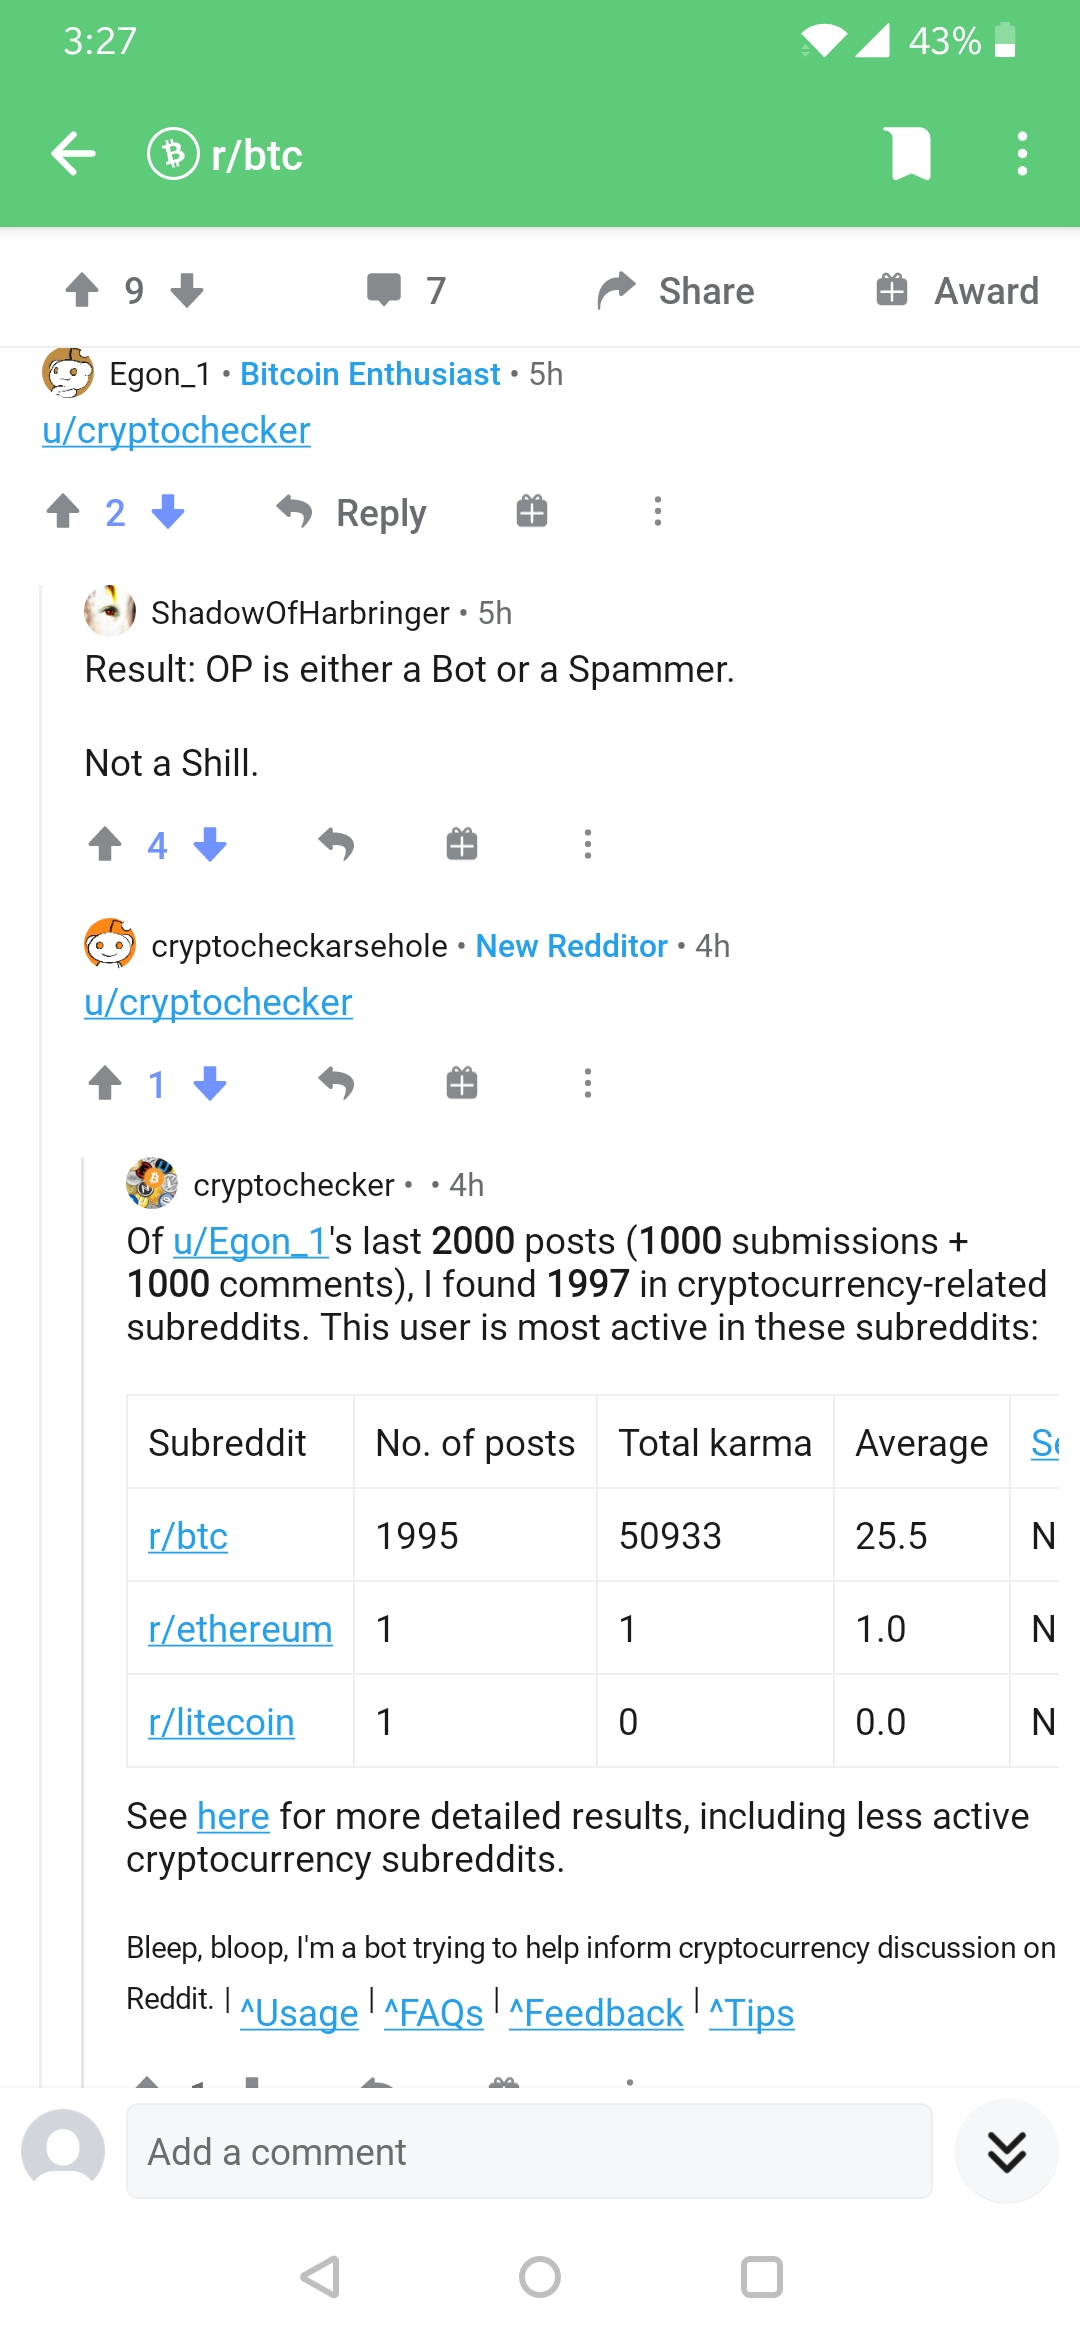 3:27 43%
r/btc
9 7 Share Award
Egon_1 • Bitcoin Enthusiast • 5h
u/cryptochecker
2 Reply
ShadowOfHarbringer • 5h
Result: OP is either a Bot or a Spammer.
Not a Shill.
4
cryptocheckarsehole • New Redditor • 4h
u/cryptochecker
1
cryptochecker • • 4h
Of u/Egon_1's last 2000 posts (1000 submissions +
1000 comments), I found 1997 in cryptocurrency-related
subreddits. This user is most active in these subreddits:
Subreddit No. of posts Total karma Average
r/btc 1995 50933 25.5 N
r/ethereum 1 1 1.0 N
r/litecoin 1 0 0.0 N
See here for more detailed results, including less active
cryptocurrency subreddits.
Bleep, bloop, I'm a bot trying to help inform cryptocurrency discussion on
Reddit. | ^Usage | ^FAQs | ^Feedback | ^Tips
Add a comment